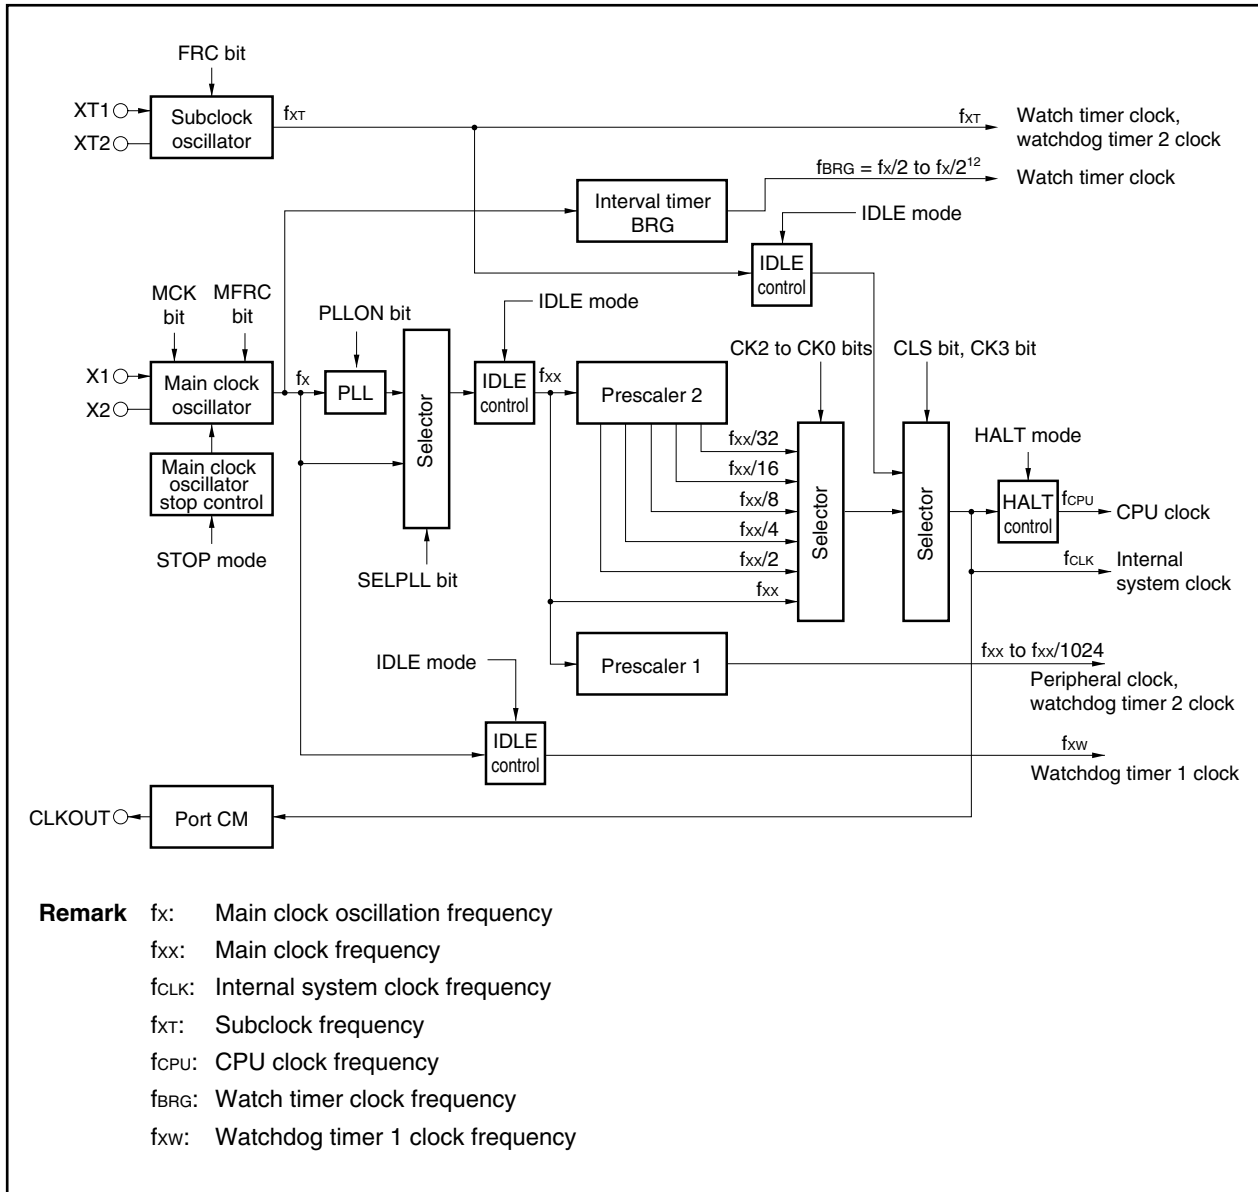 FRC bit
XT1
XT2
Subclock
oscillator
fXT
fXT
Watch timer clock,
watchdog timer 2 clock
fBRG = fX/2 to fX/2¹²
Watch timer clock
Interval timer
BRG
IDLE mode
IDLE
control
MCK
bit
MFRC
bit
PLLON bit
IDLE mode
X1
X2
Main clock
oscillator
fX
PLL
Selector
IDLE
control
fXX
Prescaler 2
CK2 to CK0 bits
CLS bit, CK3 bit
Main clock
oscillator
stop control
STOP mode
SELPLL bit
fXX/32
fXX/16
fXX/8
fXX/4
fXX/2
fXX
Selector
Selector
HALT mode
HALT
control
fCPU
CPU clock
fCLK
Internal
system clock
IDLE mode
Prescaler 1
fXX to fXX/1024
Peripheral clock,
watchdog timer 2 clock
IDLE
control
fXW
Watchdog timer 1 clock
CLKOUT
Port CM
Remark fX: Main clock oscillation frequency
fXX: Main clock frequency
fCLK: Internal system clock frequency
fXT: Subclock frequency
fCPU: CPU clock frequency
fBRG: Watch timer clock frequency
fXW: Watchdog timer 1 clock frequency